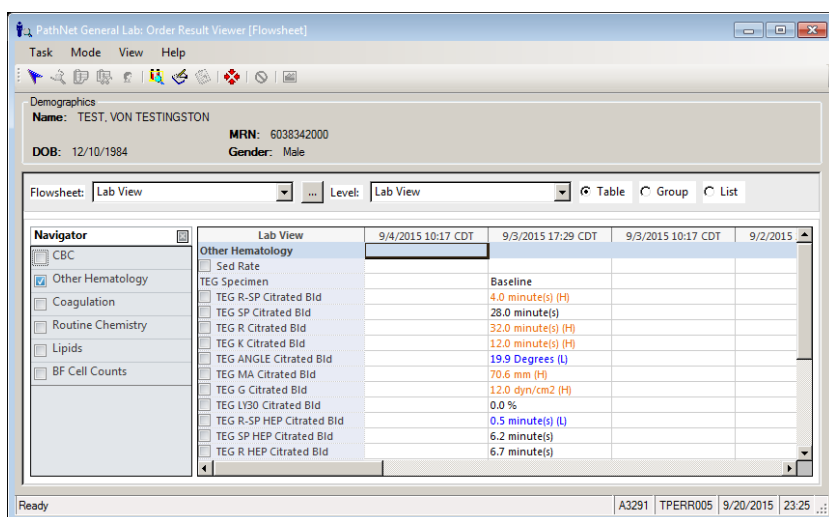 PathNet General Lab: Order Result Viewer [Flowsheet]
Task Mode View Help
Demographics
Name: TEST, VON TESTINGSTON
MRN: 6038342000
DOB: 12/10/1984 Gender: Male
Flowsheet: Lab View ... Level: Lab View Table Group List
Navigator
CBC
Other Hematology
Coagulation
Routine Chemistry
Lipids
BF Cell Counts
Lab View 9/4/2015 10:17 CDT 9/3/2015 17:29 CDT 9/3/2015 10:17 CDT 9/2/2015
Other Hematology
Sed Rate
TEG Specimen Baseline
TEG R-SP Citrated Bld 4.0 minute(s) (H)
TEG SP Citrated Bld 28.0 minute(s)
TEG R Citrated Bld 32.0 minute(s) (H)
TEG K Citrated Bld 12.0 minute(s) (H)
TEG ANGLE Citrated Bld 19.9 Degrees (L)
TEG MA Citrated Bld 70.6 mm (H)
TEG G Citrated Bld 12.0 dyn/cm2 (H)
TEG LY30 Citrated Bld 0.0 %
TEG R-SP HEP Citrated Bld 0.5 minute(s) (L)
TEG SP HEP Citrated Bld 6.2 minute(s)
TEG R HEP Citrated Bld 6.7 minute(s)
Ready A3291 TPERR005 9/20/2015 23:25